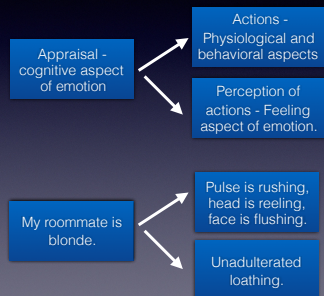 Appraisal -
cognitive aspect
of emotion
Actions -
Physiological and
behavioral aspects
Perception of
actions - Feeling
aspect of emotion.
My roommate is
blonde.
Pulse is rushing,
head is reeling,
face is flushing.
Unadulterated
loathing.